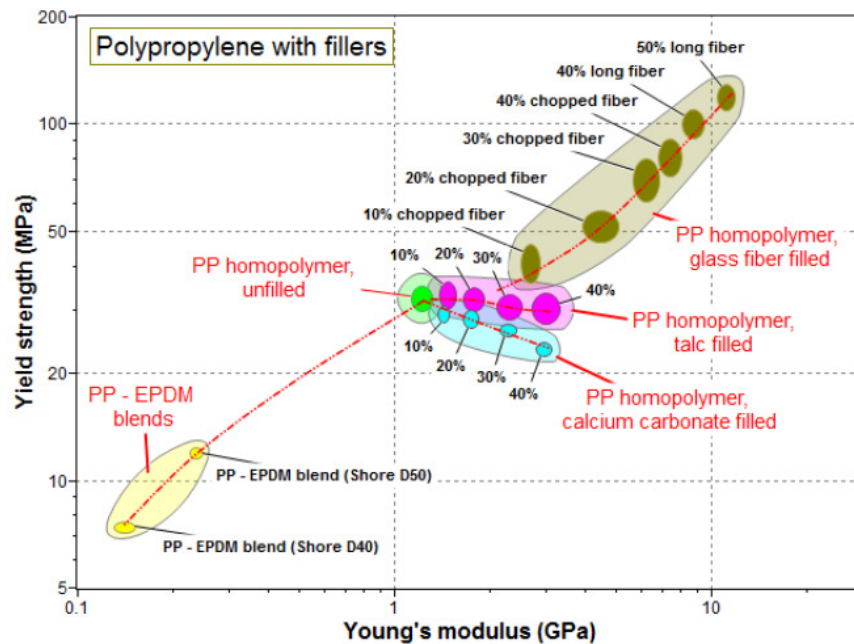 Polypropylene with fillers
200
100
50
20
10
5
Yield strength (MPa)
0.1
1
10
Young's modulus (GPa)
50% long fiber
40% long fiber
40% chopped fiber
30% chopped fiber
20% chopped fiber
10% chopped fiber
PP homopolymer,
glass fiber filled
PP homopolymer,
unfilled
10%
20%
30%
40%
PP homopolymer,
talc filled
10%
20%
30%
40%
PP homopolymer,
calcium carbonate filled
PP - EPDM
blends
PP - EPDM blend (Shore D50)
PP - EPDM blend (Shore D40)